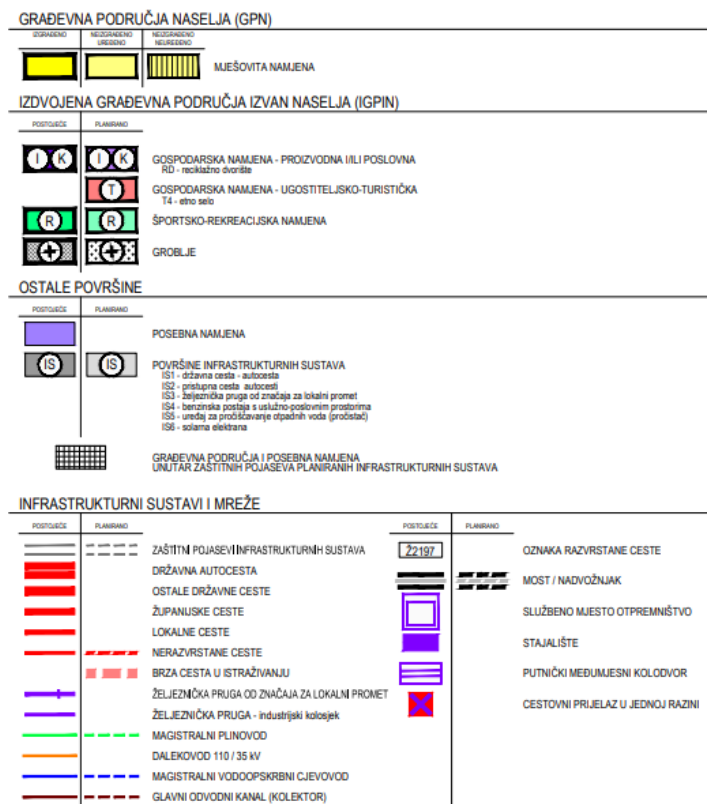 GRAĐEVNA PODRUČJA NASELJA (GPN)
IZGRAĐENO
NEIZGRAĐENO
UREĐENO
NEIZGRAĐENO
NEUREĐENO
MJEŠOVITA NAMJENA
IZDVOJENA GRAĐEVNA PODRUČJA IZVAN NASELJA (IGPIN)
POSTOJEĆE
PLANIRANO
I K
I K
GOSPODARSKA NAMJENA - PROIZVODNA I/ILI POSLOVNA
RD - reciklažno dvorište
T
GOSPODARSKA NAMJENA - UGOSTITELJSKO-TURISTIČKA
T4 - etno selo
R
R
ŠPORTSKO-REKREACIJSKA NAMJENA
GROBLJE
OSTALE POVRŠINE
POSTOJEĆE
PLANIRANO
POSEBNA NAMJENA
IS
IS
POVRŠINE INFRASTRUKTURNIH SUSTAVA
IS1 - državna cesta - autocesta
IS2 - pristupna cesta autocesti
IS3 - željeznička pruga od značaja za lokalni promet
IS4 - benzinska postaja s uslužno-poslovnim prostorima
IS5 - uređaj za pročišćavanje otpadnih voda (pročistač)
IS6 - solarna elektrana
GRAĐEVNA PODRUČJA I POSEBNA NAMJENA
UNUTAR ZAŠTITNIH POJASEVA PLANIRANIH INFRASTRUKTURNIH SUSTAVA
INFRASTRUKTURNI SUSTAVI I MREŽE
POSTOJEĆE
PLANIRANO
ZAŠTITNI POJASEVI INFRASTRUKTURNIH SUSTAVA
DRŽAVNA AUTOCESTA
OSTALE DRŽAVNE CESTE
ŽUPANIJSKE CESTE
LOKALNE CESTE
NERAZVRSTANE CESTE
BRZA CESTA U ISTRAŽIVANJU
ŽELJEZNIČKA PRUGA OD ZNAČAJA ZA LOKALNI PROMET
ŽELJEZNIČKA PRUGA - industrijski kolosjek
MAGISTRALNI PLINOVOD
DALEKOVOD 110 / 35 kV
MAGISTRALNI VODOOPSKRBNI CJEVOVOD
GLAVNI ODVODNI KANAL (KOLEKTOR)
POSTOJEĆE
PLANIRANO
Ž2197
OZNAKA RAZVRSTANE CESTE
MOST / NADVOŽNJAK
SLUŽBENO MJESTO OTPREMNIŠTVO
STAJALIŠTE
PUTNIČKI MEĐUMJESNI KOLODVOR
CESTOVNI PRIJELAZ U JEDNOJ RAZINI